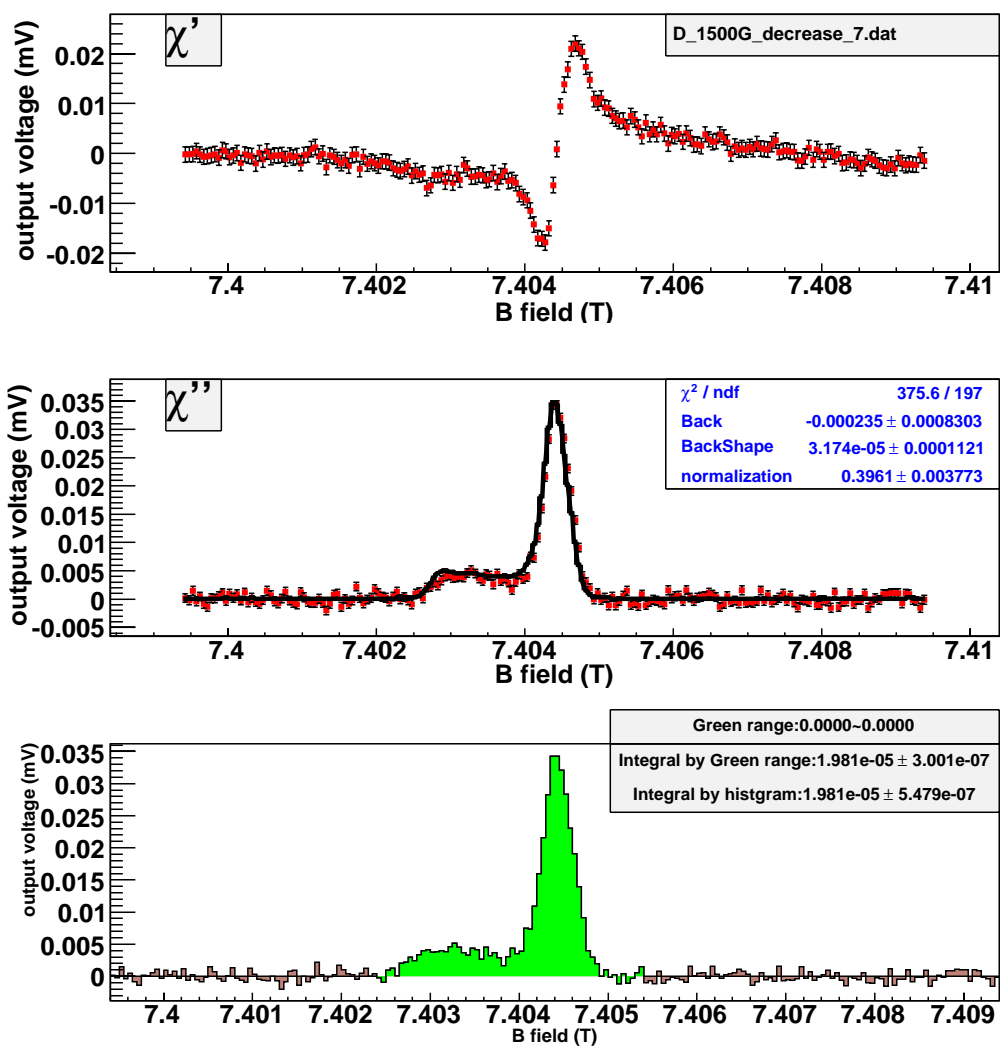 χ’
D_1500G_decrease_7.dat
output voltage (mV)
0.02
0.01
0
-0.01
-0.02
7.4 7.402 7.404 7.406 7.408 7.41
B field (T)
χ’’
χ² / ndf 375.6 / 197
Back -0.000235 ± 0.0008303
BackShape 3.174e-05 ± 0.0001121
normalization 0.3961 ± 0.003773
output voltage (mV)
0.035
0.03
0.025
0.02
0.015
0.01
0.005
0
-0.005
7.4 7.402 7.404 7.406 7.408 7.41
B field (T)
Green range:0.0000~0.0000
Integral by Green range:1.981e-05 ± 3.001e-07
Integral by histgram:1.981e-05 ± 5.479e-07
output voltage (mV)
0.035
0.03
0.025
0.02
0.015
0.01
0.005
0
7.4 7.401 7.402 7.403 7.404 7.405 7.406 7.407 7.408 7.409
B field (T)